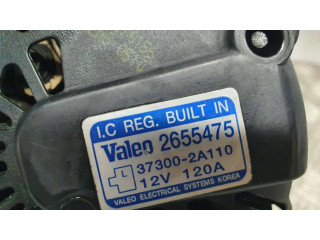 I.C REG. BUILT IN
Valeo 2655475
37300-2A110
12V 120A
VALEO ELECTRICAL SYSTEMS KOREA